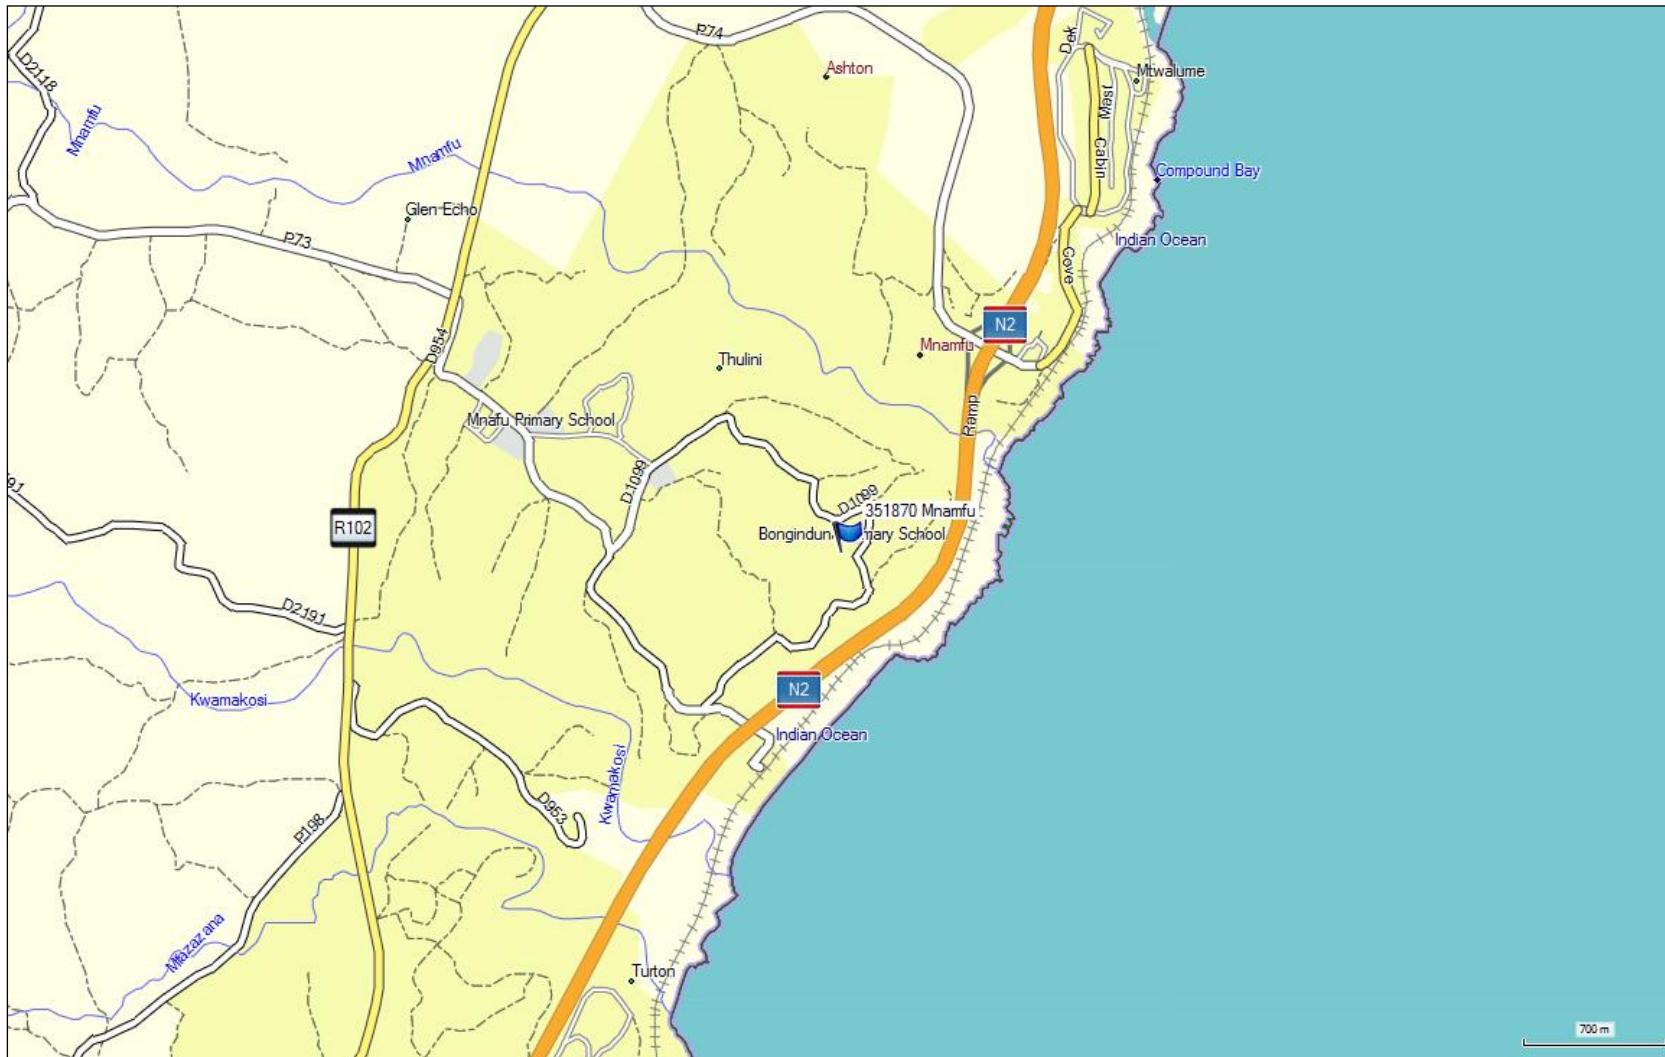 P74
Ashton
Dek
Mtwalume
D2118
Mast
Mnamfu
Mnamfu
Cabin
Compound Bay
Glen Echo
P73
Indian Ocean
Cove
N2
D954
Mnamfu
Thulini
Mnafu Primary School
Ramp
D1099
D1099
351870 Mnamfu
R102
D2191
Kwamakosi
N2
Indian Ocean
Kwamakosi
D953
P198
Turton
700 m